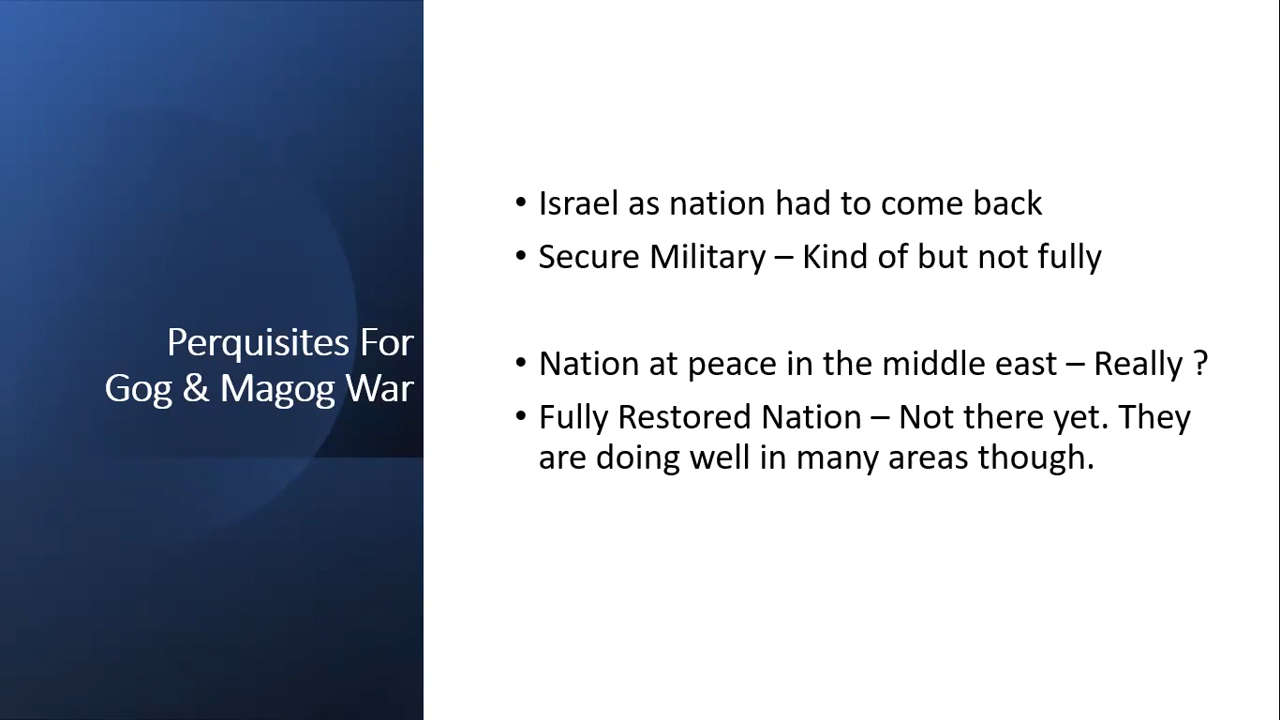 Perquisites For
Gog & Magog War
• Israel as nation had to come back
• Secure Military – Kind of but not fully
• Nation at peace in the middle east – Really ?
• Fully Restored Nation – Not there yet. They
are doing well in many areas though.